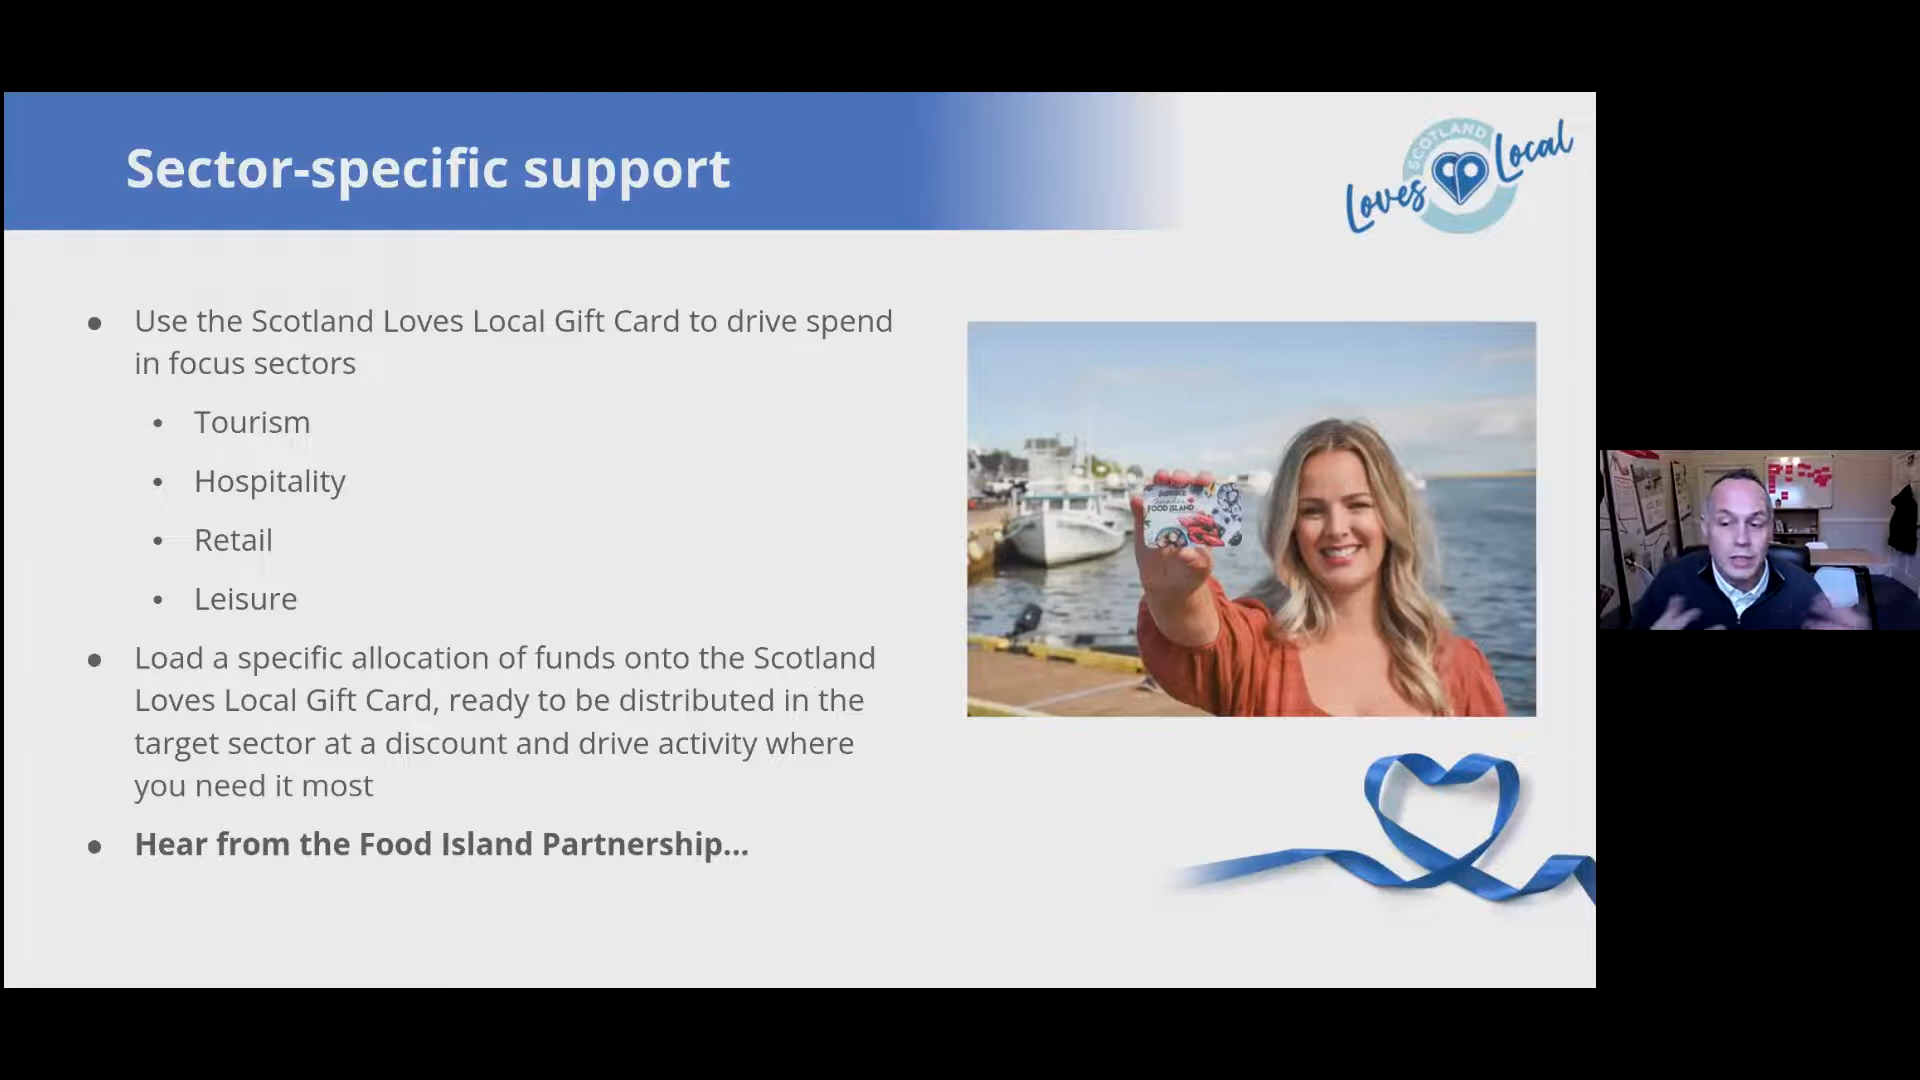 Sector-specific support
SCOTLAND
Loves Local
● Use the Scotland Loves Local Gift Card to drive spend
in focus sectors
• Tourism
• Hospitality
• Retail
• Leisure
● Load a specific allocation of funds onto the Scotland
Loves Local Gift Card, ready to be distributed in the
target sector at a discount and drive activity where
you need it most
● Hear from the Food Island Partnership...
FOOD ISLAND